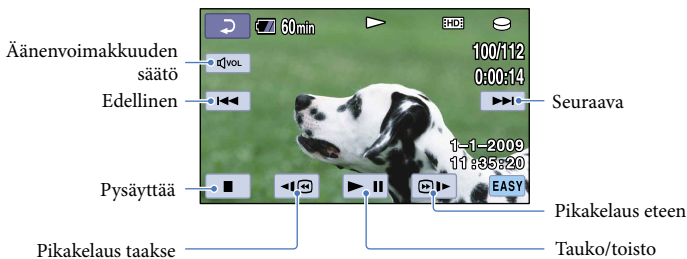 60min
HD
100/112
0:00:14
Äänenvoimakkuuden
säätö
VOL
Edellinen
Seuraava
1-1-2009
11:35:20
EASY
Pysäyttää
Pikakelaus eteen
Pikakelaus taakse
Tauko/toisto